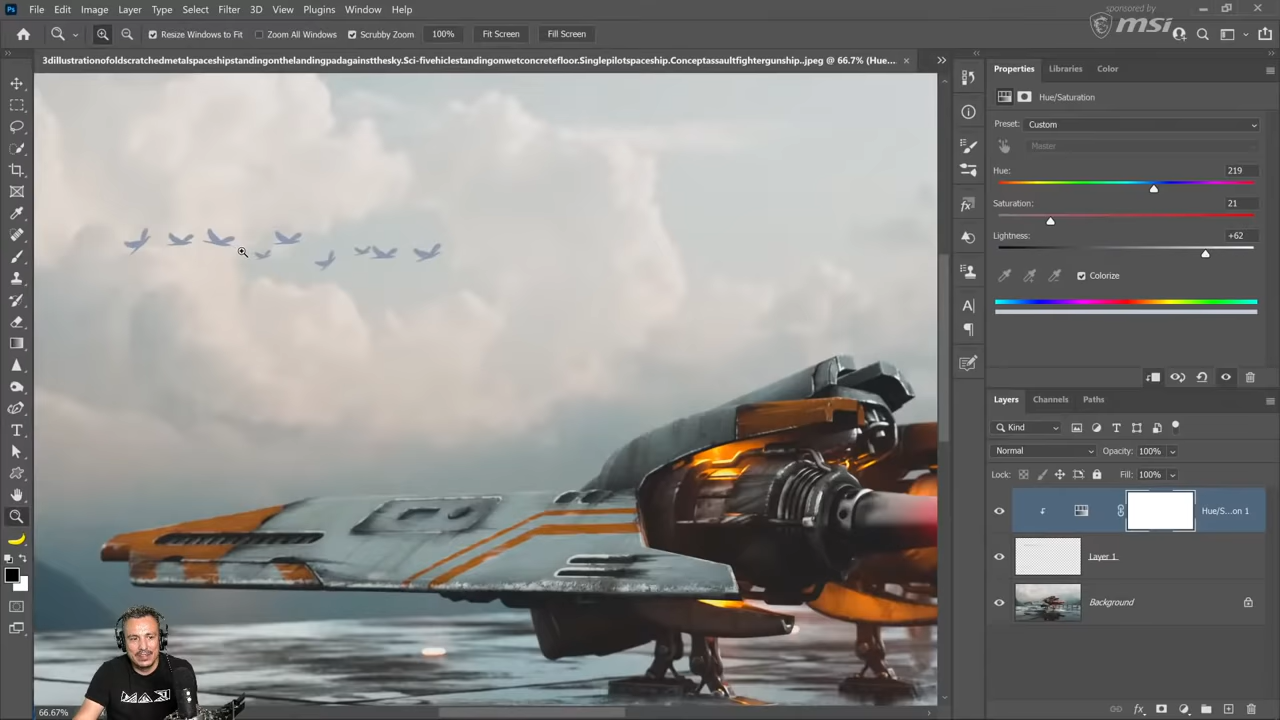 Ps File Edit Image Layer Type Select Filter 3D View Plugins Window Help
sponsored by
msi
Resize Windows to Fit Zoom All Windows Scrubby Zoom 100% Fit Screen Fill Screen
3dillustrationofoldscratchedmetalspaceshipstandingonthelandingpadagainstthesky.Sci-fivehiclestandingonwetconcretefloor.Singlepilotspaceship.Conceptassaultfightergunship..jpeg @ 66.7% (Hue...
Properties Libraries Color
Hue/Saturation
Preset: Custom
Master
Hue: 219
Saturation: 21
Lightness: +62
Colorize
Layers Channels Paths
Kind
Normal Opacity: 100%
Lock: Fill: 100%
Hue/S...on 1
Layer 1
Background
66.67%